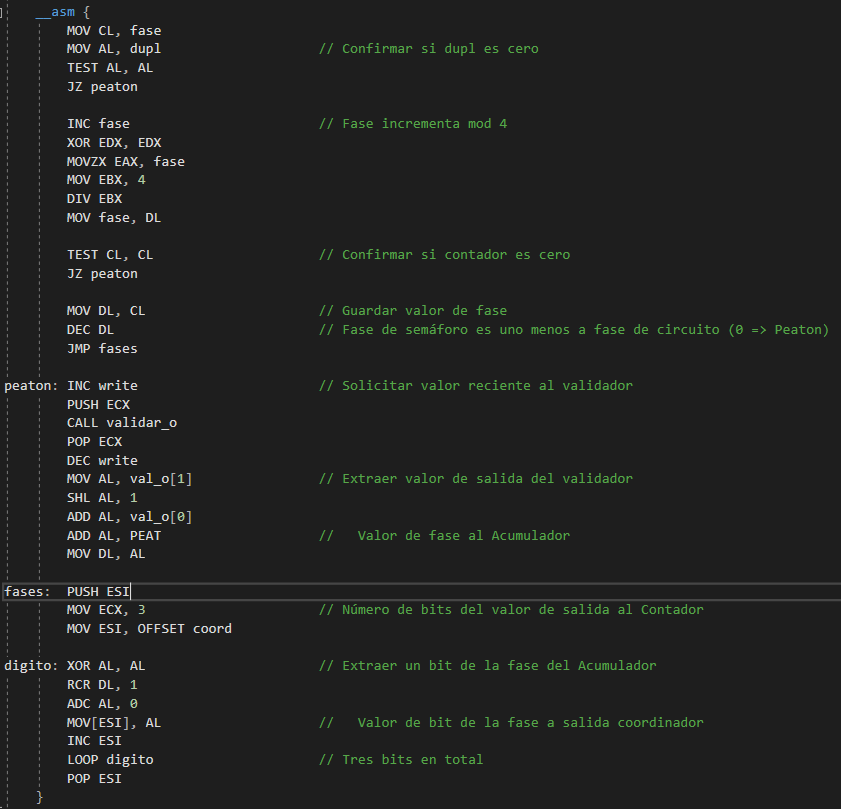 __asm {
MOV CL, fase
MOV AL, dupl // Confirmar si dupl es cero
TEST AL, AL
JZ peaton
INC fase // Fase incrementa mod 4
XOR EDX, EDX
MOVZX EAX, fase
MOV EBX, 4
DIV EBX
MOV fase, DL
TEST CL, CL // Confirmar si contador es cero
JZ peaton
MOV DL, CL // Guardar valor de fase
DEC DL // Fase de semáforo es uno menos a fase de circuito (0 => Peaton)
JMP fases
peaton: INC write // Solicitar valor reciente al validador
PUSH ECX
CALL validar_o
POP ECX
DEC write
MOV AL, val_o[1] // Extraer valor de salida del validador
SHL AL, 1
ADD AL, val_o[0]
ADD AL, PEAT // Valor de fase al Acumulador
MOV DL, AL
fases: PUSH ESI
MOV ECX, 3 // Número de bits del valor de salida al Contador
MOV ESI, OFFSET coord
digito: XOR AL, AL // Extraer un bit de la fase del Acumulador
RCR DL, 1
ADC AL, 0
MOV[ESI], AL // Valor de bit de la fase a salida coordinador
INC ESI
LOOP digito // Tres bits en total
POP ESI
}